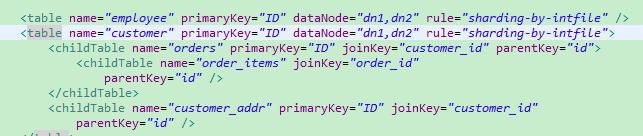 <table name="employee" primaryKey="ID" dataNode="dn1,dn2" rule="sharding-by-intfile" />
<table name="customer" primaryKey="ID" dataNode="dn1,dn2" rule="sharding-by-intfile">
<childTable name="orders" primaryKey="ID" joinKey="customer_id" parentKey="id">
<childTable name="order_items" joinKey="order_id"
parentKey="id" />
</childTable>
<childTable name="customer_addr" primaryKey="ID" joinKey="customer_id"
parentKey="id" />
</table>